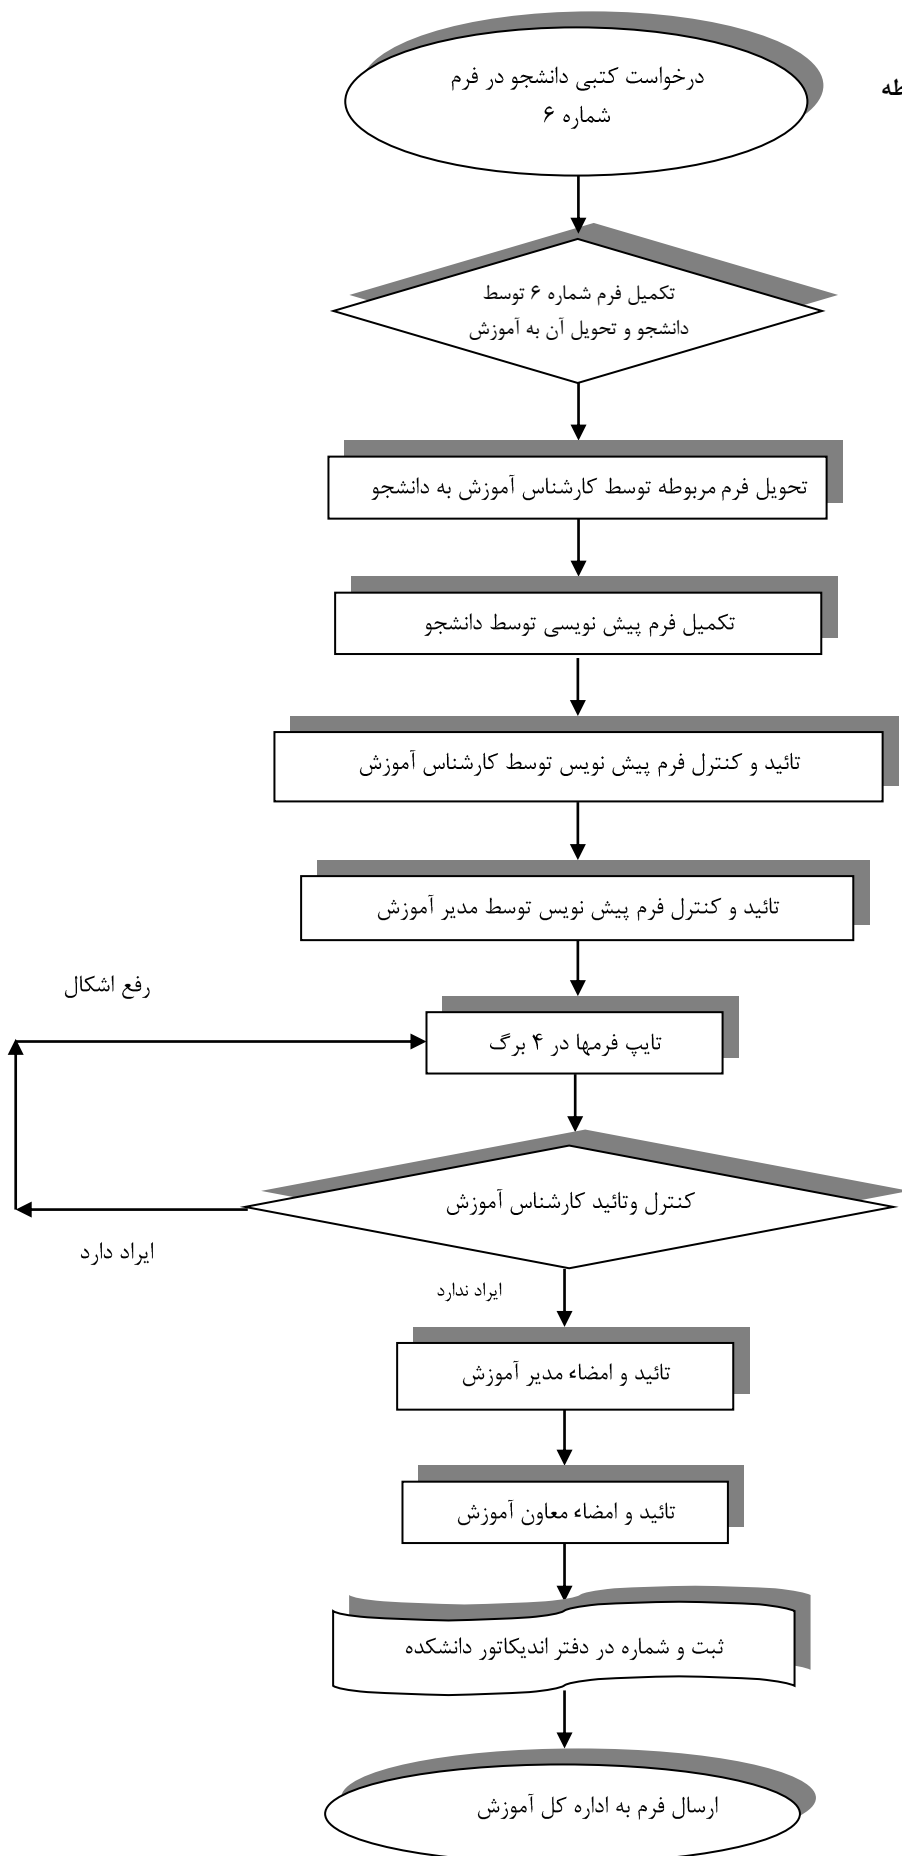 درخواست کتبی دانشجو در فرم
شماره ۶
تکمیل فرم شماره ۶ توسط
دانشجو و تحویل آن به آموزش
تحویل فرم مربوطه توسط کارشناس آموزش به دانشجو
تکمیل فرم پیش نویسی توسط دانشجو
تائید و کنترل فرم پیش نویس توسط کارشناس آموزش
تائید و کنترل فرم پیش نویس توسط مدیر آموزش
رفع اشکال
تایپ فرمها در ۴ برگ
کنترل وتائید کارشناس آموزش
ایراد دارد
ایراد ندارد
تائید و امضاء مدیر آموزش
تائید و امضاء معاون آموزش
ثبت و شماره در دفتر اندیکاتور دانشکده
ارسال فرم به اداره کل آموزش